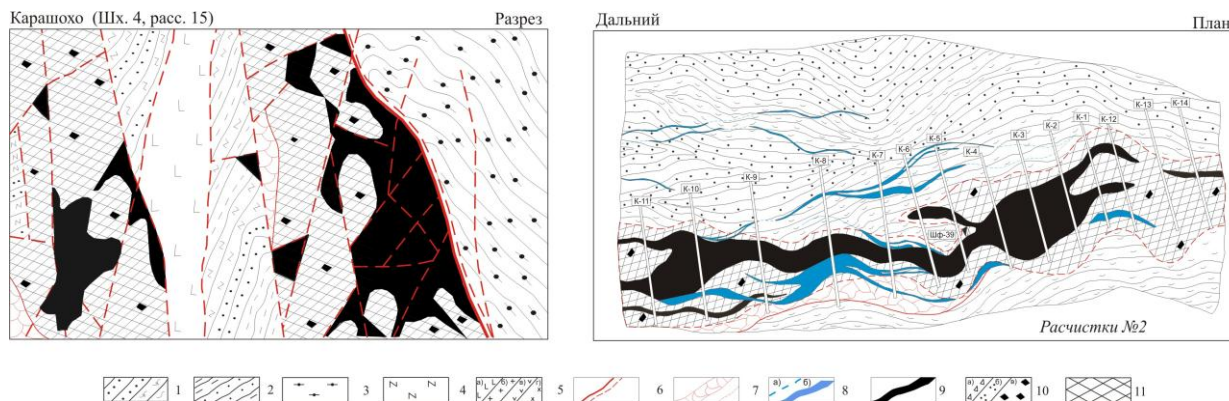 Карашохо (Шх. 4, расс. 15) Разрез
Дальний План
К-13
К-14
К-1
К-12
К-2
К-3
К-5
К-4
К-6
К-7
К-8
К-9
К-10
К-11
Шф-39
Расчистки №2
1 2 3 4 5 6 7 8 9 10 11